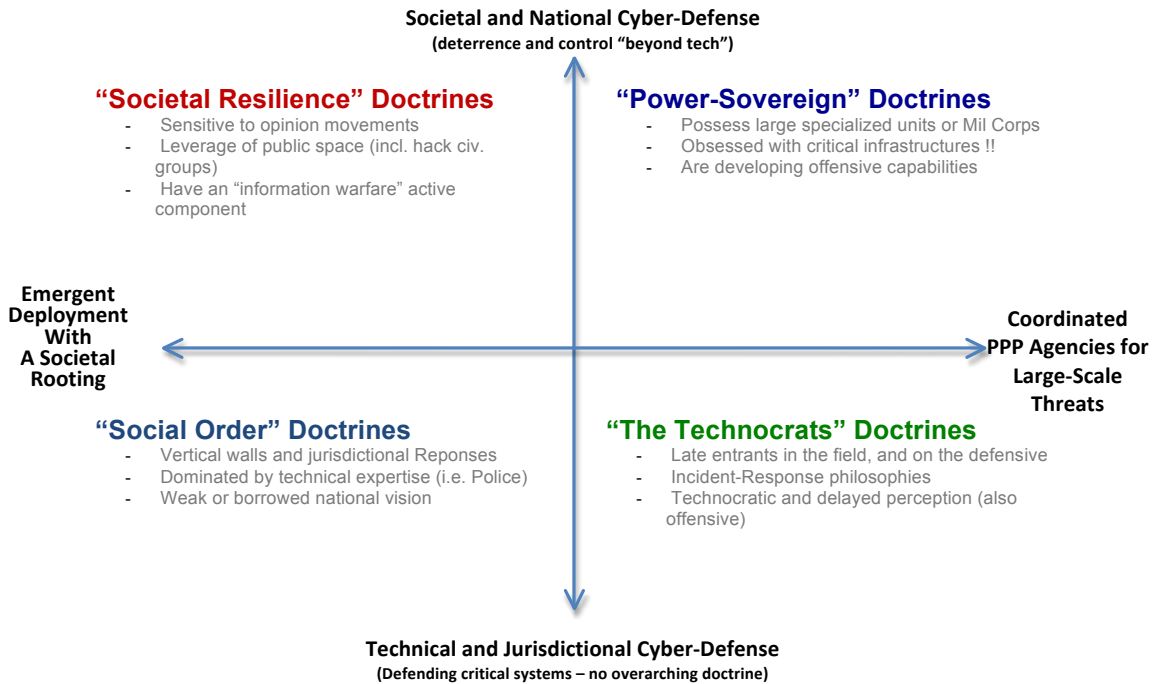 Societal and National Cyber-Defense
(deterrence and control “beyond tech”)
“Societal Resilience” Doctrines
- Sensitive to opinion movements
- Leverage of public space (incl. hack civ.
groups)
- Have an “information warfare” active
component
“Power-Sovereign” Doctrines
- Possess large specialized units or Mil Corps
- Obsessed with critical infrastructures !!
- Are developing offensive capabilities
Emergent
Deployment
With
A Societal
Rooting
Coordinated
PPP Agencies for
Large-Scale
Threats
“Social Order” Doctrines
- Vertical walls and jurisdictional Reponses
- Dominated by technical expertise (i.e. Police)
- Weak or borrowed national vision
“The Technocrats” Doctrines
- Late entrants in the field, and on the defensive
- Incident-Response philosophies
- Technocratic and delayed perception (also
offensive)
Technical and Jurisdictional Cyber-Defense
(Defending critical systems – no overarching doctrine)